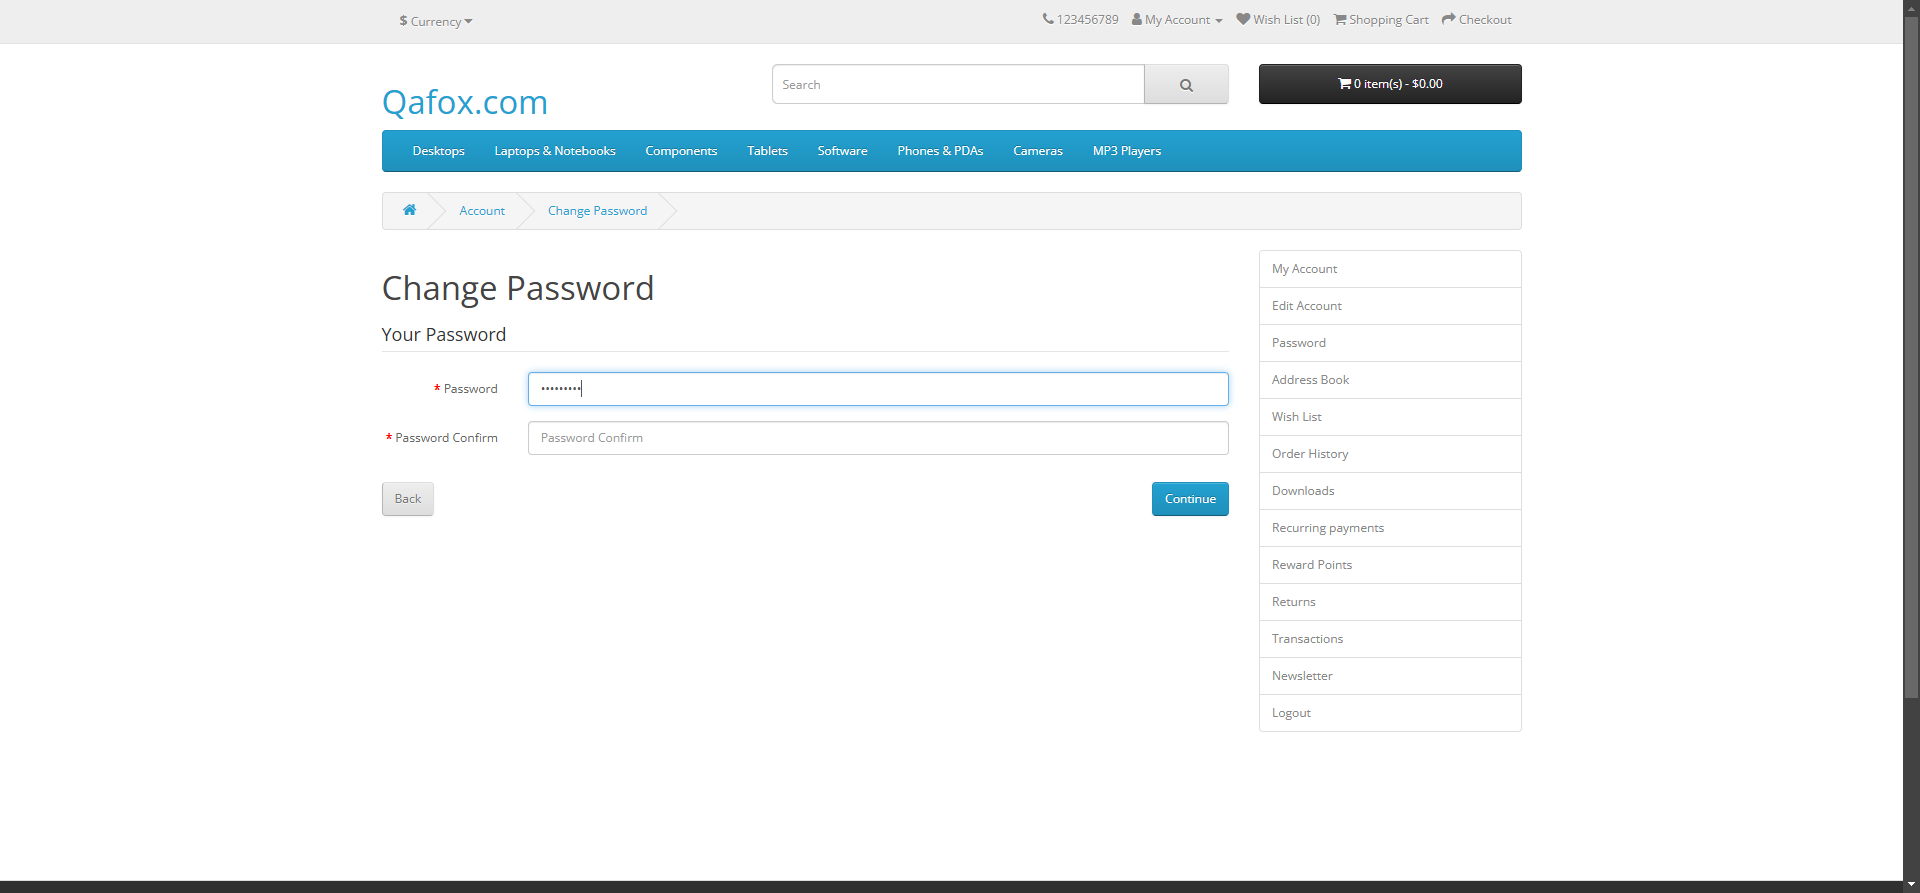 $ Currency
123456789 My Account Wish List (0) Shopping Cart Checkout
Qafox.com
Search
0 item(s) - $0.00
Desktops Laptops & Notebooks Components Tablets Software Phones & PDAs Cameras MP3 Players
Account Change Password
Change Password
Your Password
* Password •••••••••
* Password Confirm Password Confirm
Back Continue
My Account
Edit Account
Password
Address Book
Wish List
Order History
Downloads
Recurring payments
Reward Points
Returns
Transactions
Newsletter
Logout